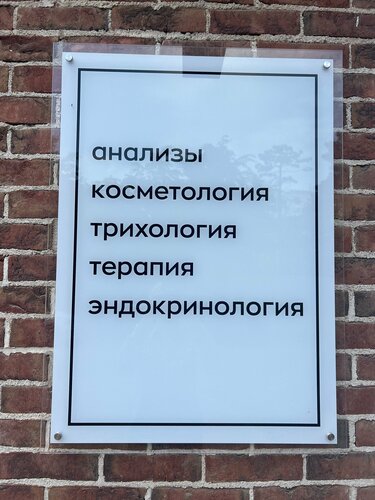 анализы
косметология
трихология
терапия
эндокринология